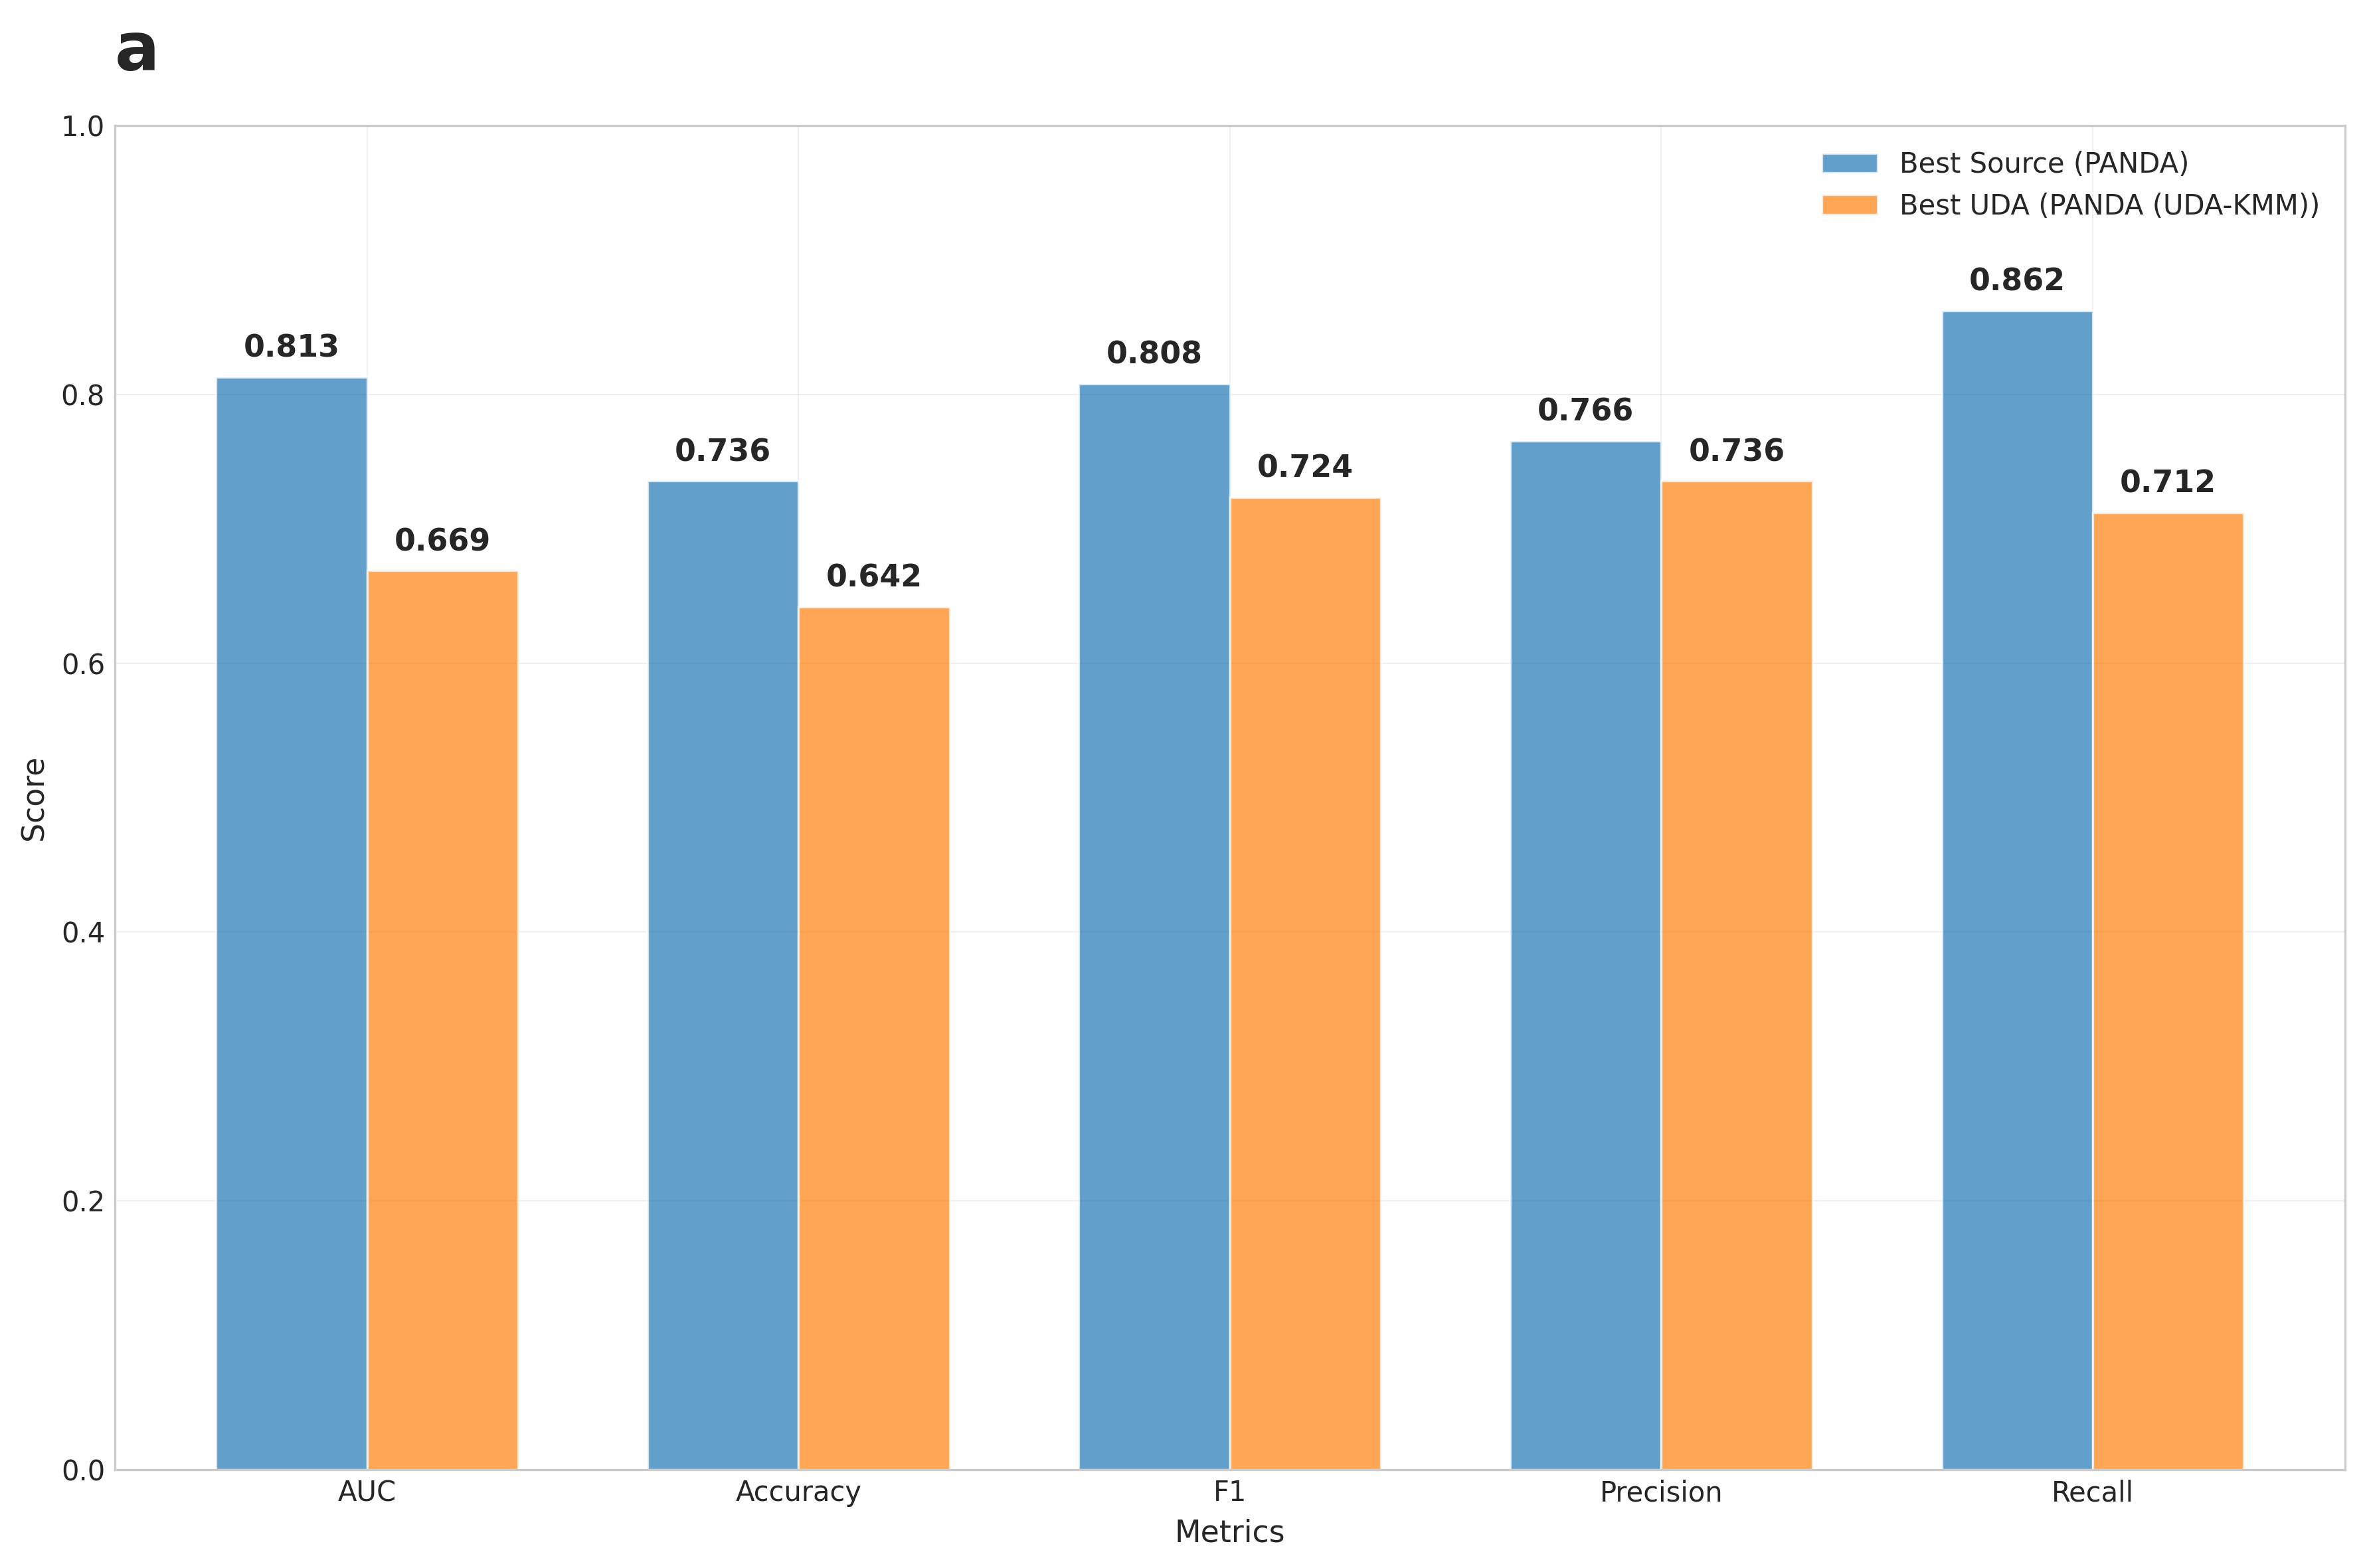 a
1.0
0.8
0.6
0.4
0.2
0.0
Score
Best Source (PANDA)
Best UDA (PANDA (UDA-KMM))
0.813
0.669
0.736
0.642
0.808
0.724
0.766
0.736
0.862
0.712
AUC
Accuracy
F1
Precision
Recall
Metrics